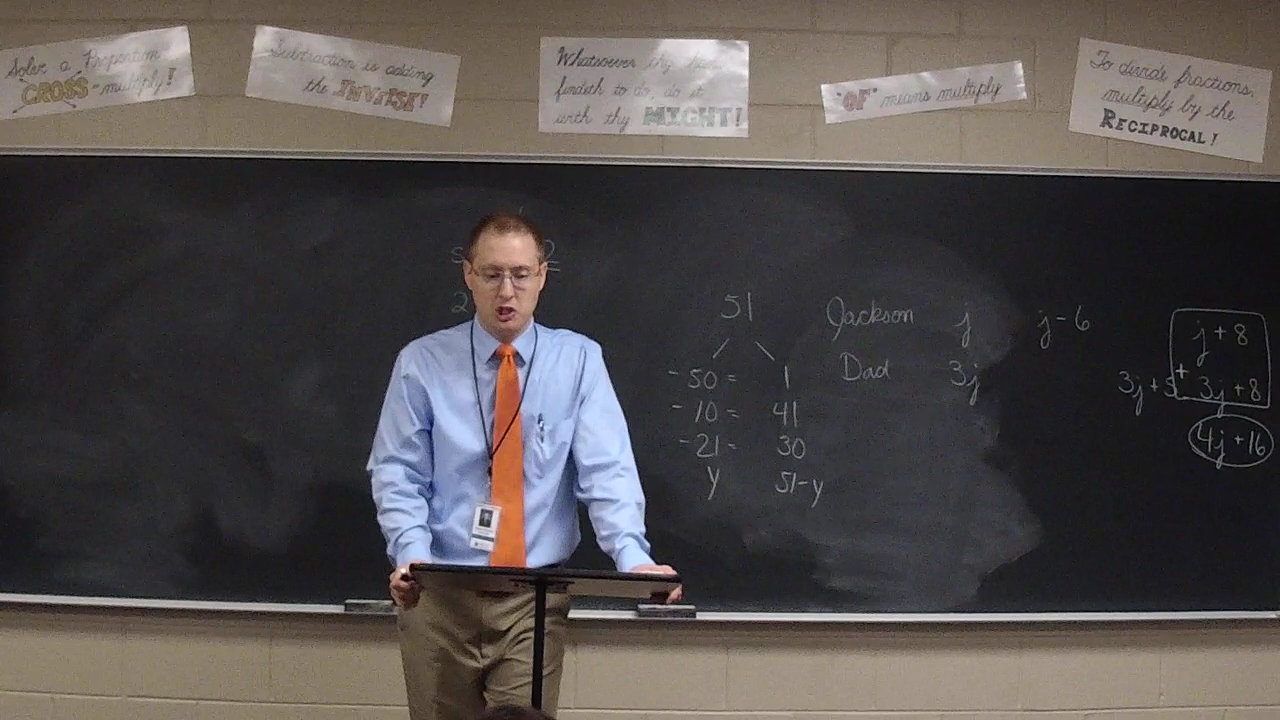 Solve a Proportion
CROSS-multiply!
Subtraction is adding
the INVERSE!
Whatsoever thy
findeth to do, do it
with thy MIGHT!
"OF" means multiply
To divide fractions,
multiply by the
RECIPROCAL!
2
2
51
-50 = 1
-10 = 41
-21 = 30
y 51-y
Jackson j j-6
Dad 3j
j+8
3j+8 + 3j+8
4j+16